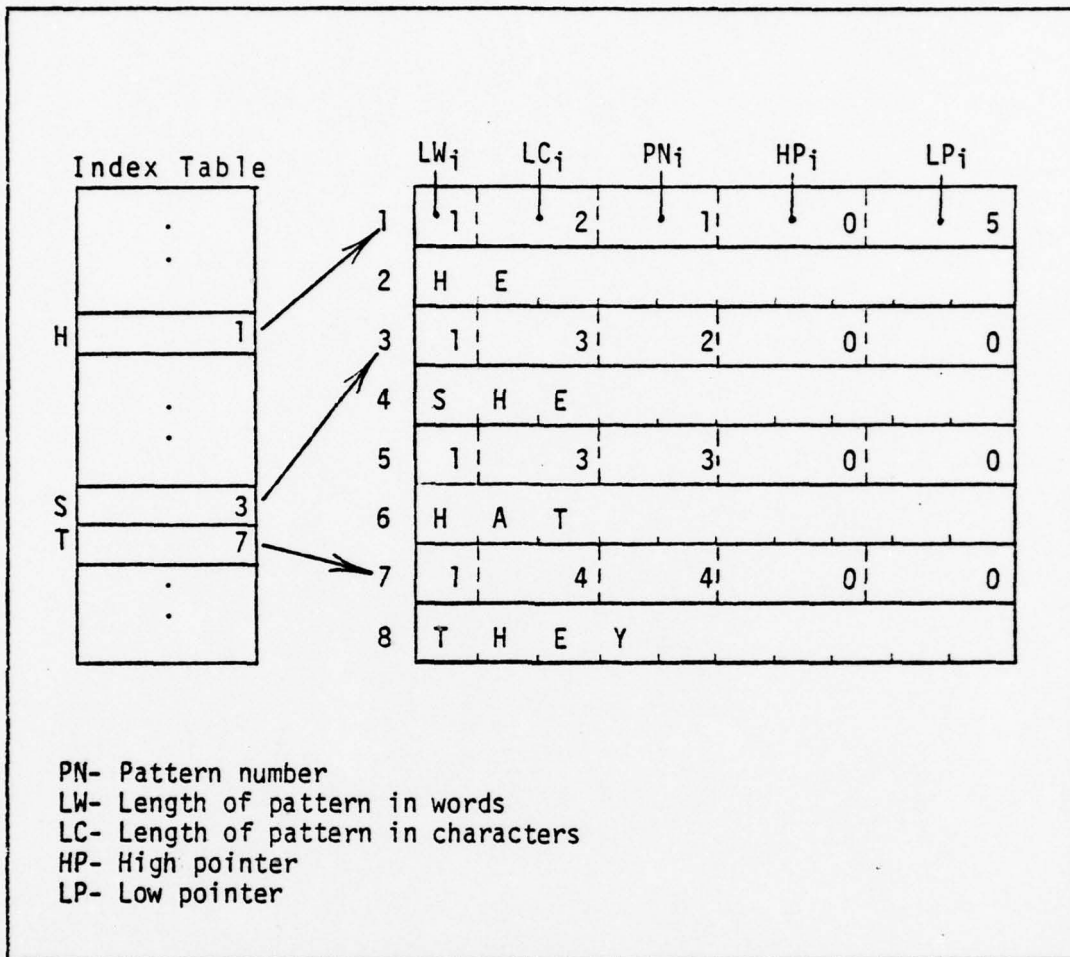 Index Table
H 1
S 3
T 7
LWi LCi PNi HPi LPi
1 1 2 1 0 5
2 H E
3 1 3 2 0 0
4 S H E
5 1 3 3 0 0
6 H A T
7 1 4 4 0 0
8 T H E Y
PN- Pattern number
LW- Length of pattern in words
LC- Length of pattern in characters
HP- High pointer
LP- Low pointer